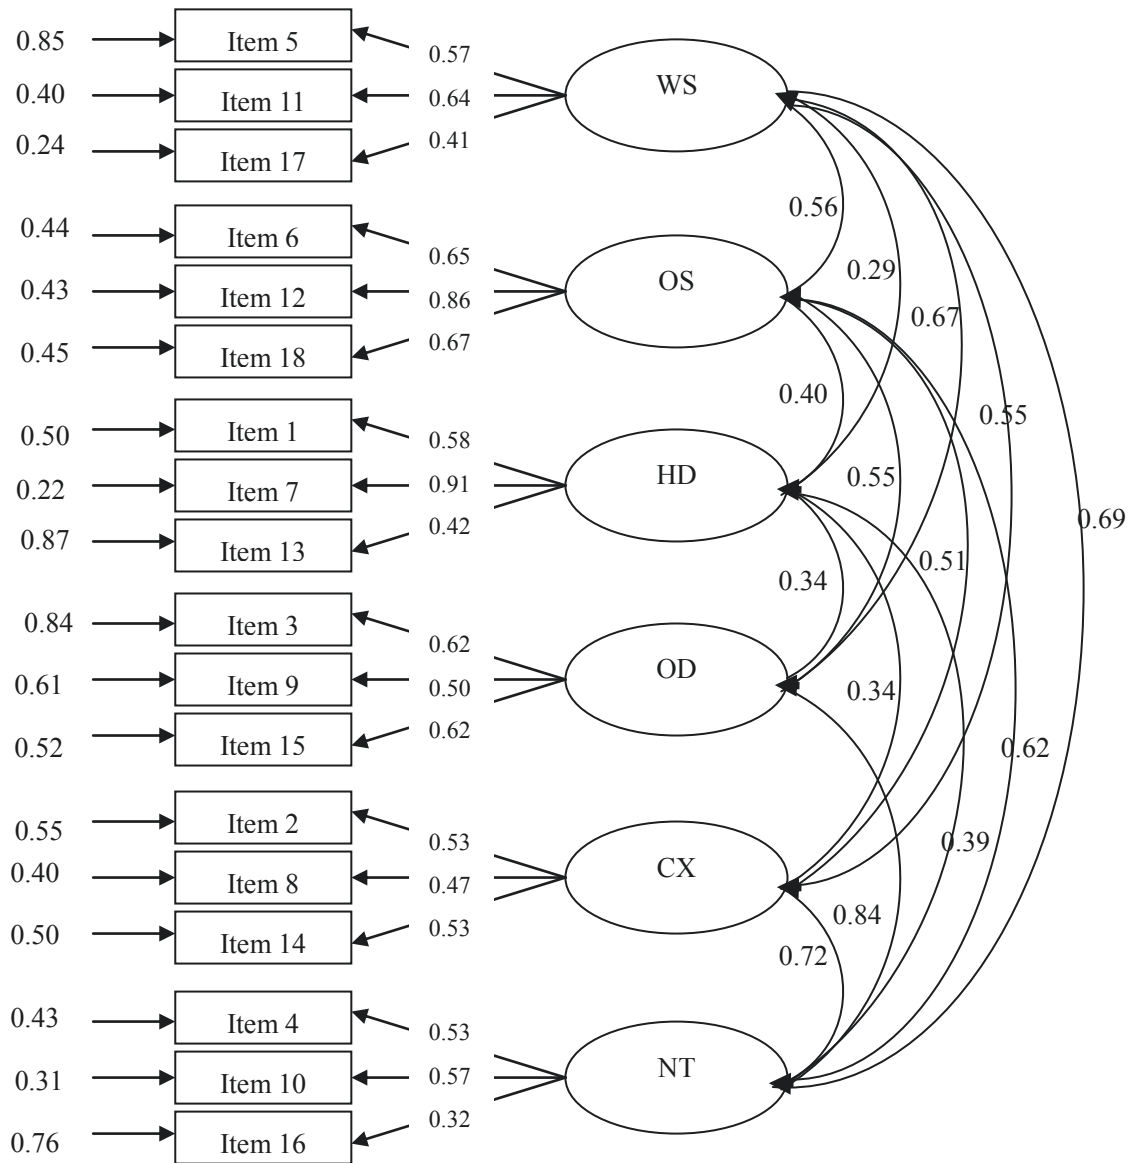 0.85 Item 5 0.57 WS
0.40 Item 11 0.64
0.24 Item 17 0.41
0.56
0.44 Item 6 0.65 OS 0.29
0.43 Item 12 0.86 0.67
0.45 Item 18 0.67
0.40 0.55
0.50 Item 1 0.58 HD 0.55
0.22 Item 7 0.91 0.69
0.87 Item 13 0.42 0.51
0.34
0.84 Item 3 0.62 OD
0.61 Item 9 0.50 0.34
0.52 Item 15 0.62 0.62
0.55 Item 2 0.53 0.39
0.40 Item 8 0.47 CX
0.50 Item 14 0.53 0.84
0.72
0.43 Item 4 0.53
0.31 Item 10 0.57 NT
0.76 Item 16 0.32